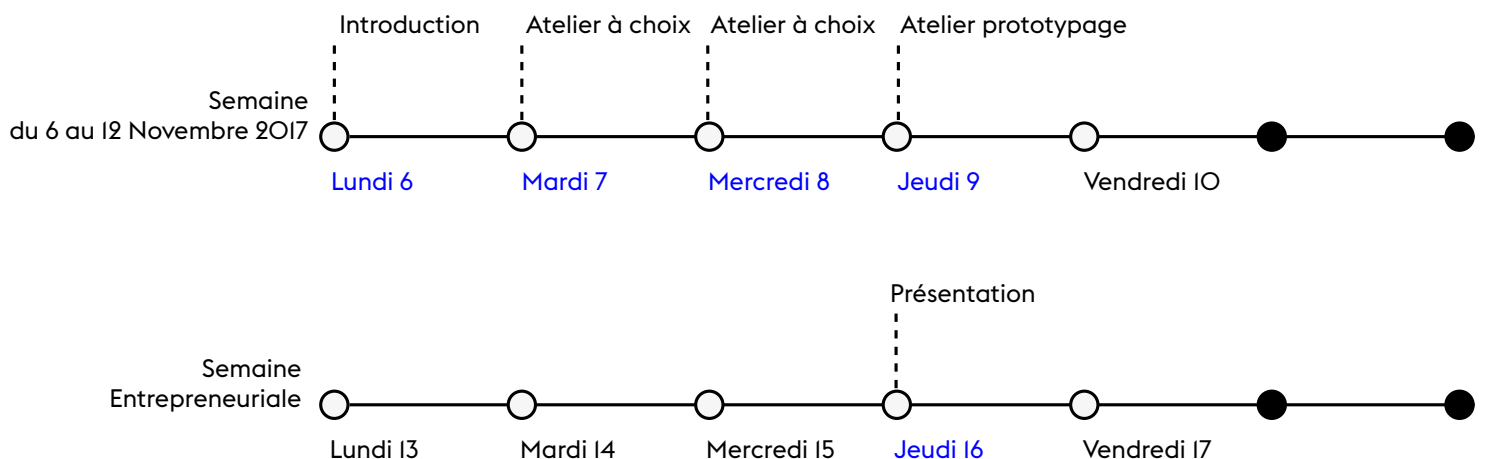 Introduction
Atelier à choix
Atelier à choix
Atelier prototypage
Semaine
du 6 au 12 Novembre 2017
Lundi 6
Mardi 7
Mercredi 8
Jeudi 9
Vendredi 10
Présentation
Semaine
Entrepreneuriale
Lundi 13
Mardi 14
Mercredi 15
Jeudi 16
Vendredi 17